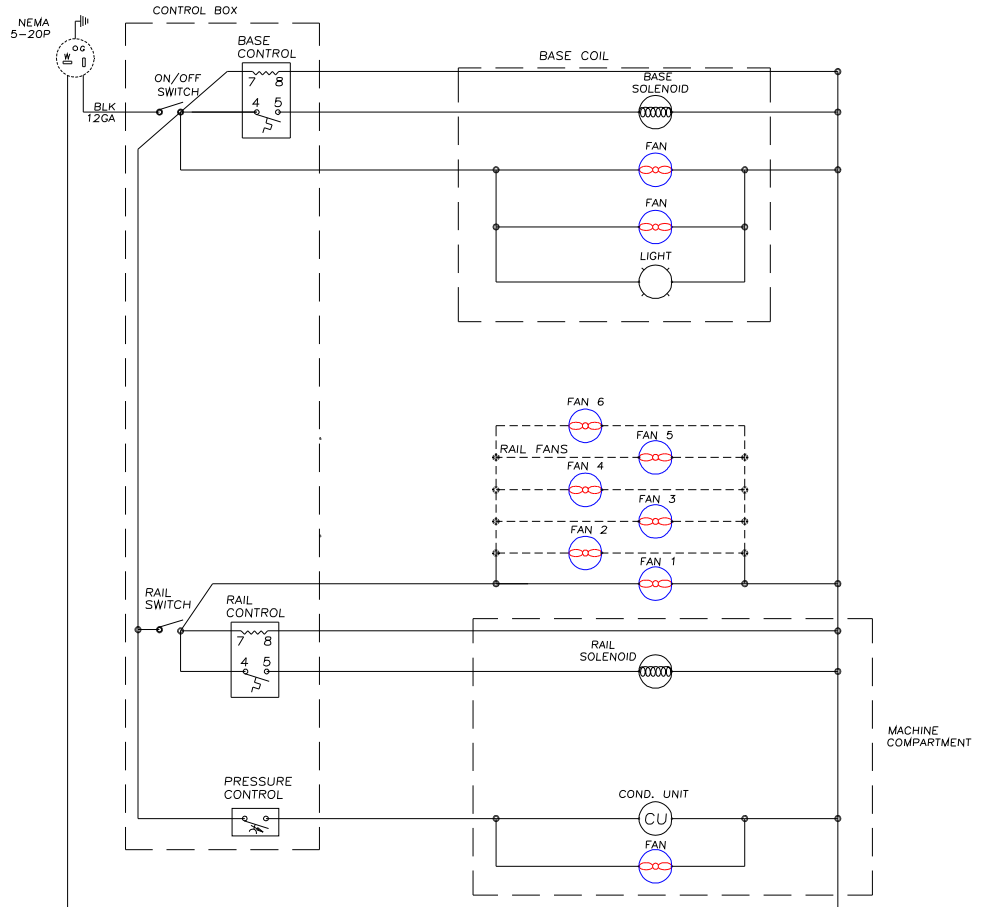 CONTROL BOX
NEMA
5-20P
G
W
BASE
CONTROL
7 8
4 5
ON/OFF
SWITCH
BLK
12GA
BASE COIL
BASE
SOLENOID
FAN
FAN
LIGHT
FAN 6
FAN 5
RAIL FANS
FAN 4
FAN 3
FAN 2
FAN 1
RAIL
SWITCH
RAIL
CONTROL
7 8
4 5
RAIL
SOLENOID
MACHINE
COMPARTMENT
PRESSURE
CONTROL
COND. UNIT
CU
FAN